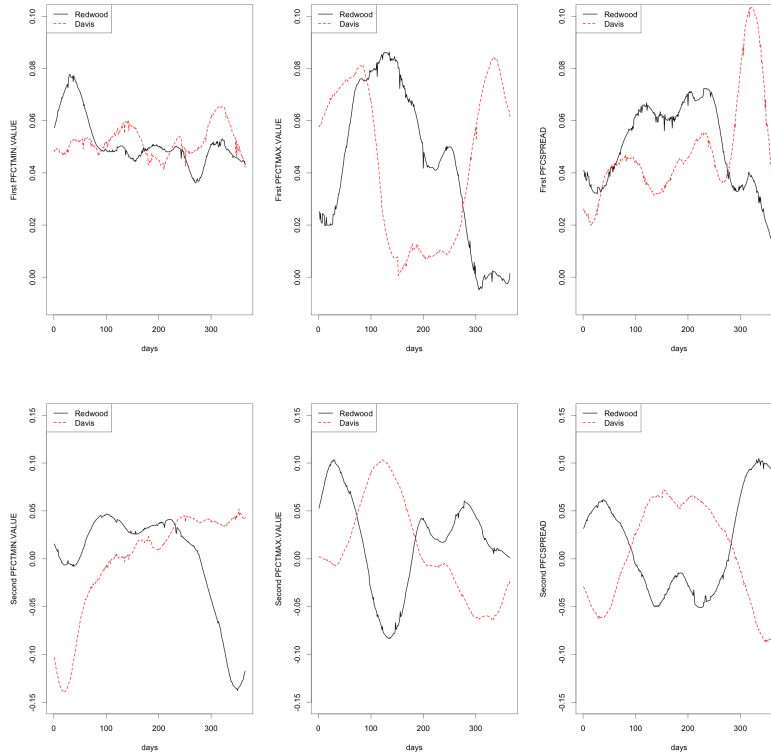 Redwood
Davis
First PFCTMIN.VALUE
0.00 0.02 0.04 0.06 0.08 0.10
0 100 200 300
days
Redwood
Davis
First PFCTMAX.VALUE
0.00 0.02 0.04 0.06 0.08 0.10
0 100 200 300
days
Redwood
Davis
First PFCSPREAD
0.00 0.02 0.04 0.06 0.08 0.10
0 100 200 300
days
Redwood
Davis
Second PFCTMIN.VALUE
-0.15 -0.10 -0.05 0.00 0.05 0.10 0.15
0 100 200 300
days
Redwood
Davis
Second PFCTMAX.VALUE
-0.15 -0.10 -0.05 0.00 0.05 0.10 0.15
0 100 200 300
days
Redwood
Davis
Second PFCSPREAD
-0.15 -0.10 -0.05 0.00 0.05 0.10 0.15
0 100 200 300
days